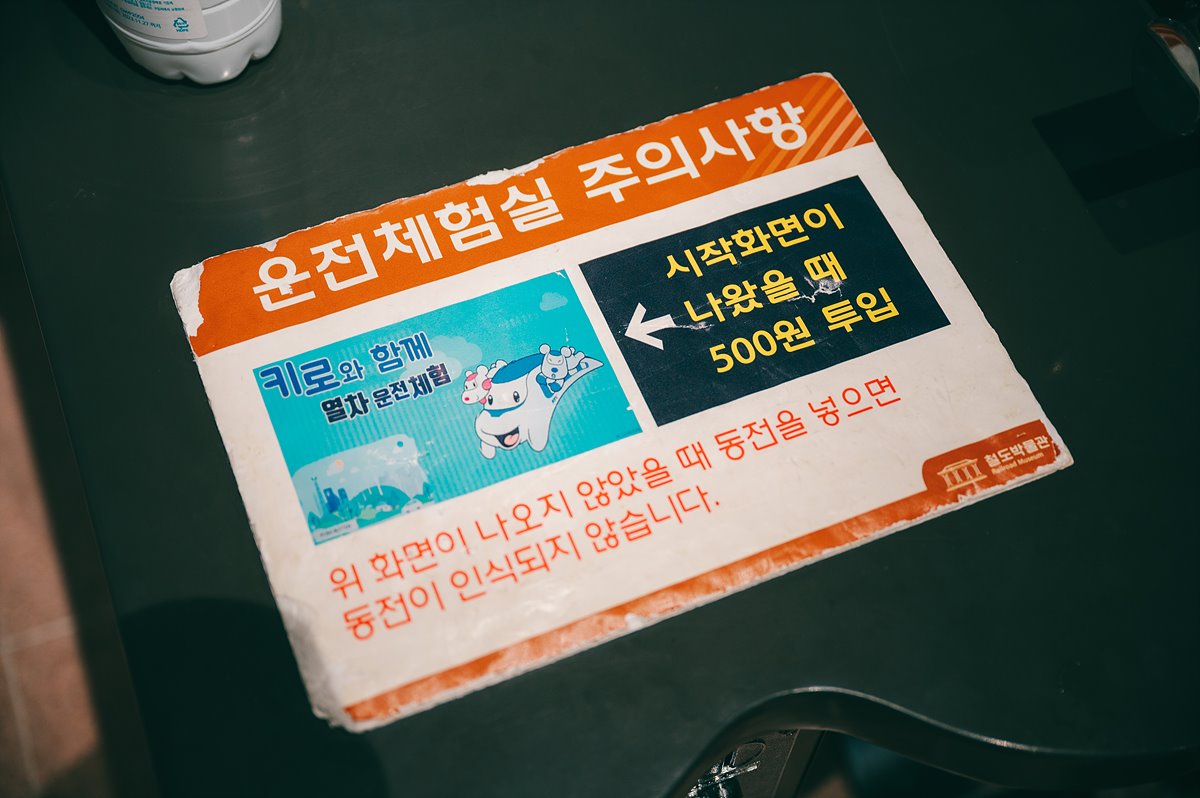 운전체험실 주의사항
키로와 함께
열차 운전체험
시작화면이
나왔을 때
500원 투입
위 화면이 나오지 않았을 때 동전을 넣으면
동전이 인식되지 않습니다.
철도박물관
Railroad Museum
HDPE